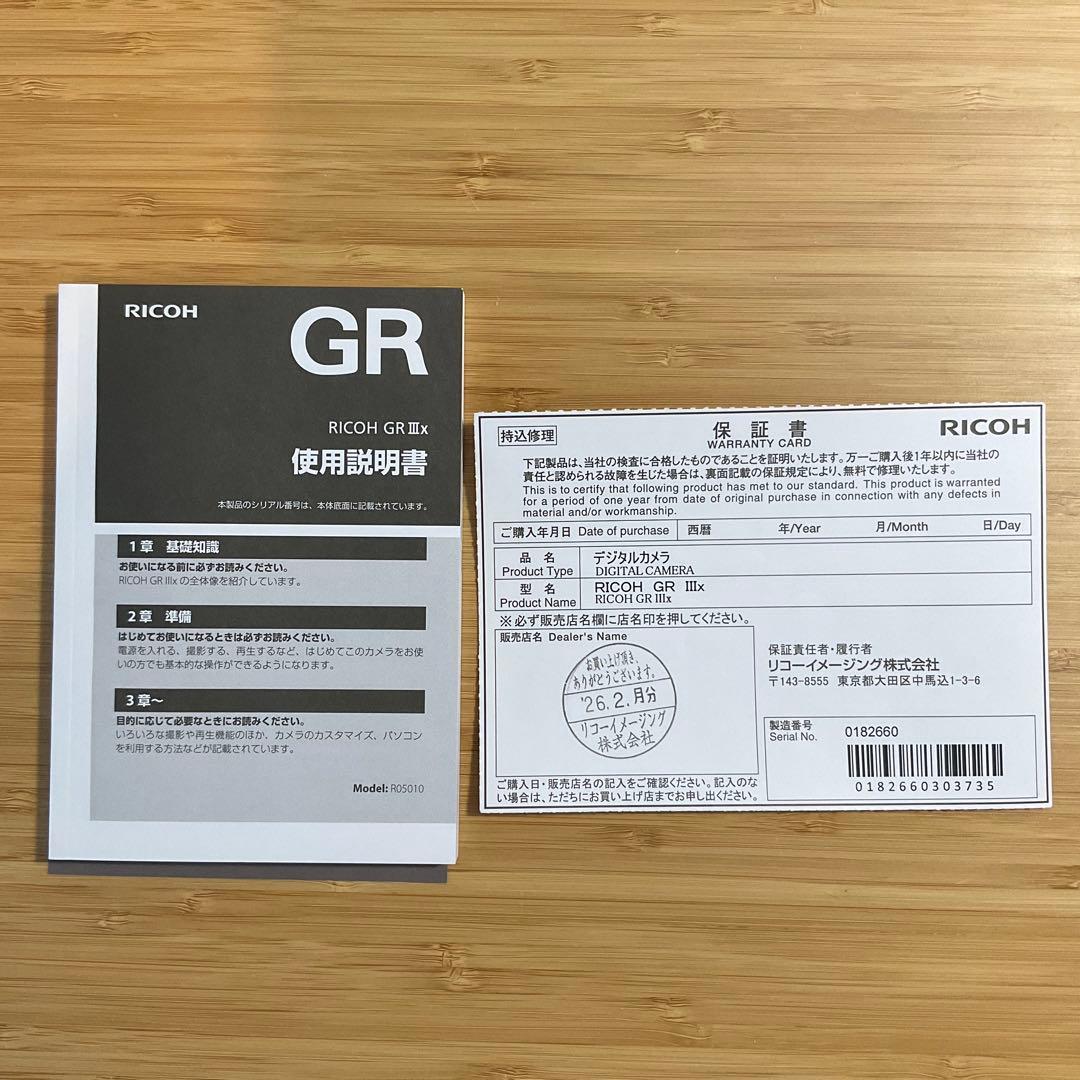 RICOH
GR
RICOH GR Ⅲx
使用説明書
本製品のシリアル番号は、本体底面に記載されています。
1章 基礎知識
お使いになる前に必ずお読みください。
RICOH GR Ⅲx の全体像を紹介しています。
2章 準備
はじめてお使いになるときは必ずお読みください。
電源を入れる、撮影する、再生するなど、はじめてこのカメラをお使
いの方でも基本的な操作ができるようになります。
3章～
目的に応じて必要なときにお読みください。
いろいろな撮影や再生機能のほか、カメラのカスタマイズ、パソコン
を利用する方法などが記載されています。
Model: R05010
持込修理
保証書
WARRANTY CARD
RICOH
下記製品は、当社の検査に合格したものであることを証明いたします。万一ご購入後1年以内に当社の
責任と認められる故障を生じた場合は、裏面記載の保証規定により、無料で修理いたします。
This is to certify that following product has met to our standard. This product is warranted
for a period of one year from date of original purchase in connection with any defects in
material and/or workmanship.
ご購入年月日 Date of purchase 西暦 年/Year 月/Month 日/Day
品名 デジタルカメラ
Product Type DIGITAL CAMERA
型名 RICOH GR Ⅲx
Product Name RICOH GR Ⅲx
※必ず販売店名欄に店名印を押してください。
販売店名 Dealer's Name
お買い上げ頂き、
ありがとうございます。
'26.2.月分
リコーイメージング
株式会社
ご購入日・販売店名の記入をご確認ください。記入のな
い場合は、ただちにお買い上げ店までお申し出ください。
保証責任者・履行者
リコーイメージング株式会社
〒143-8555 東京都大田区中馬込1-3-6
製造番号
Serial No. 0182660
0182660303735